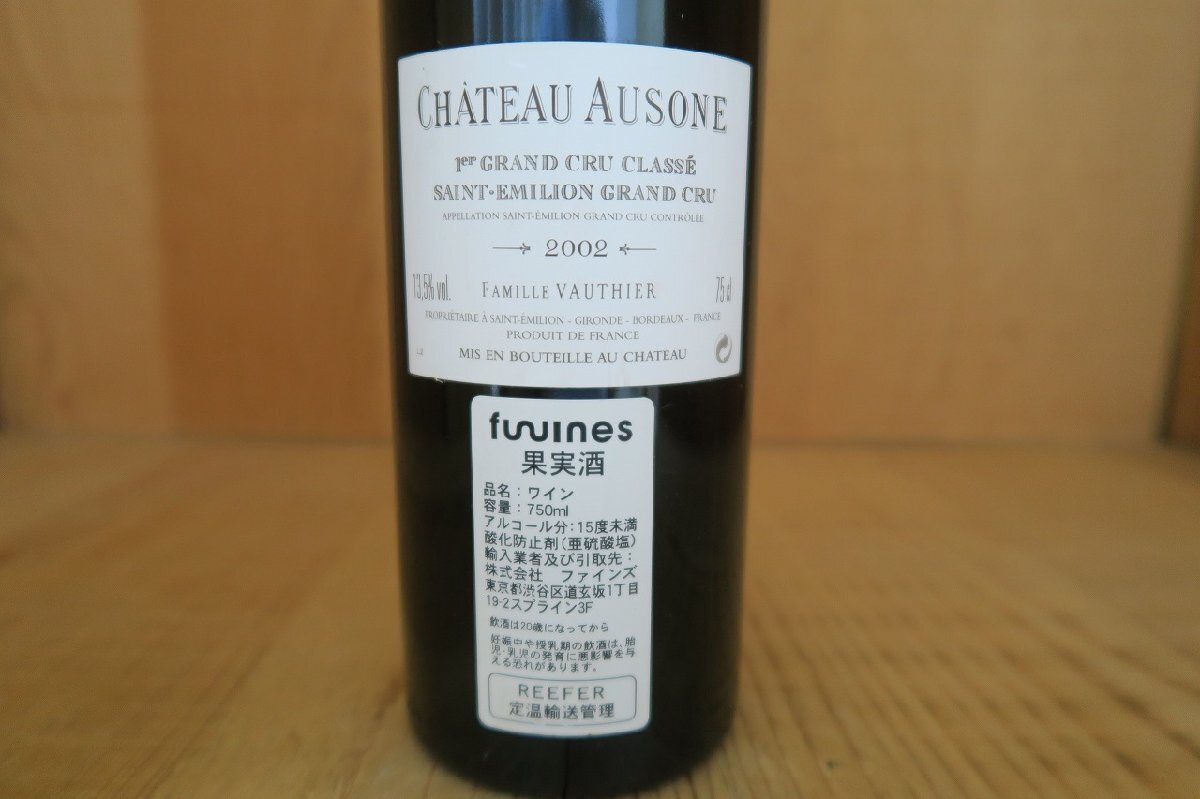 CHÂTEAU AUSONE
1er GRAND CRU CLASSÉ
SAINT-EMILION GRAND CRU
APPELLATION SAINT-ÉMILION GRAND CRU CONTRÔLÉE
2002
13,5% vol. FAMILLE VAUTHIER 75 cl
PROPRIÉTAIRE À SAINT-ÉMILION - GIRONDE - BORDEAUX - FRANCE
PRODUIT DE FRANCE
MIS EN BOUTEILLE AU CHATEAU
fwines
果実酒
品名：ワイン
容量：750ml
アルコール分：15度未満
酸化防止剤(亜硫酸塩)
輸入業者及び引取先：
株式会社 ファインズ
東京都渋谷区道玄坂1丁目
19-2スプライン3F
飲酒は20歳になってから
妊娠中や授乳期の飲酒は、胎
児・乳児の発育に悪影響を与
える恐れがあります。
REEFER
定温輸送管理